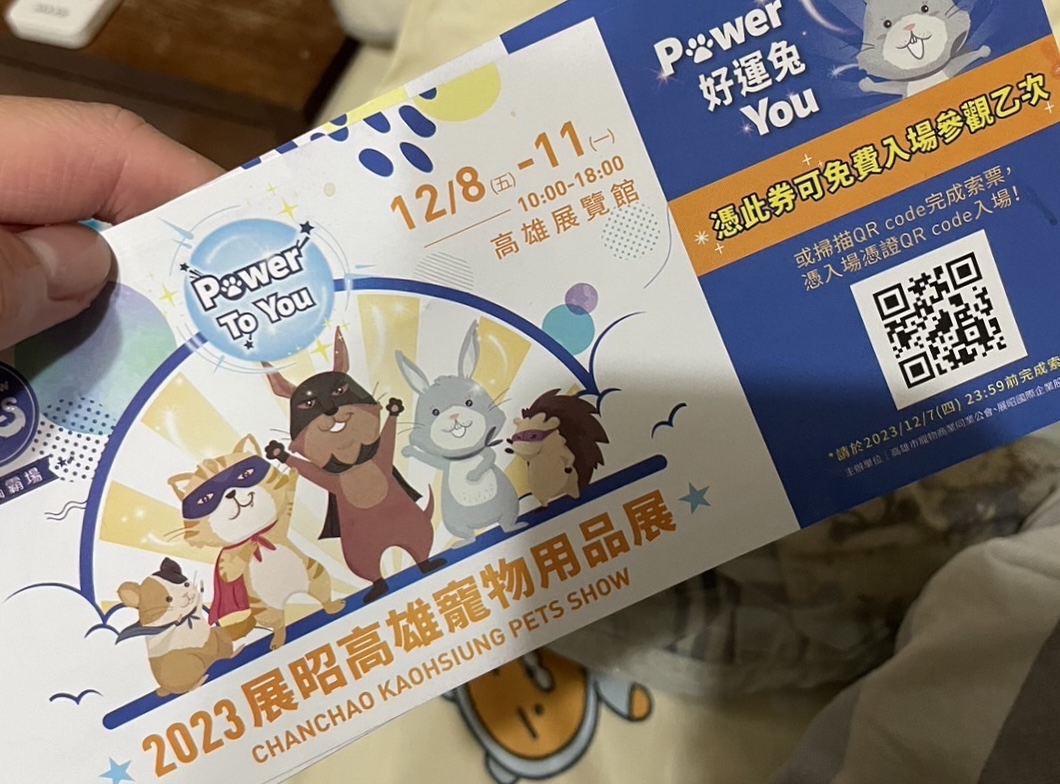 12/8(五)-11(一)
10:00-18:00
高雄展覽館
Power
To You
2023 展昭高雄寵物用品展
CHANCHAO KAOHSIUNG PETS SHOW
霸場
Power
好運兔
You
憑此券可免費入場參觀乙次
或掃描QR code完成索票,
憑入場憑證QR code入場!
*請於2023/12/7(四) 23:59前完成索
主辦單位:高雄市寵物商業同業公會、展昭國際企業股